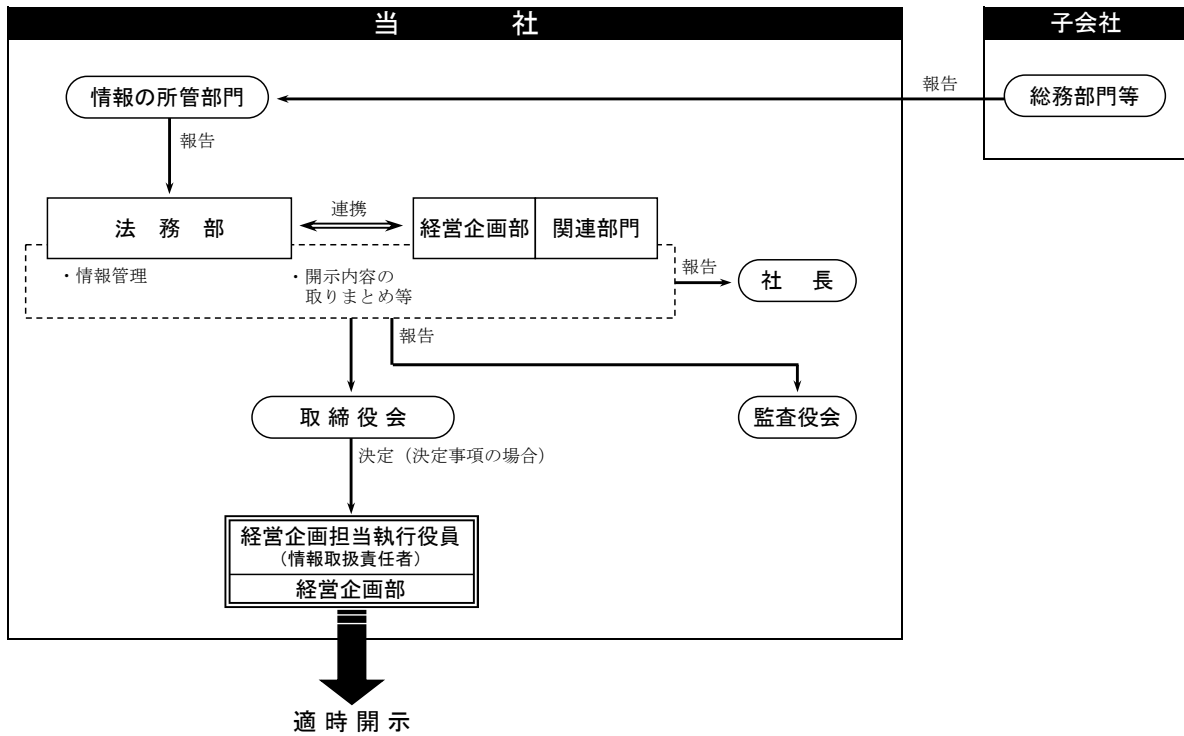 当　社
子会社
情報の所管部門
報告
総務部門等
報告
法　務　部
連携
経営企画部
関連部門
・情報管理
・開示内容の
取りまとめ等
報告
社　長
報告
取締役会
監査役会
決定（決定事項の場合）
経営企画担当執行役員
（情報取扱責任者）
経営企画部
適時開示